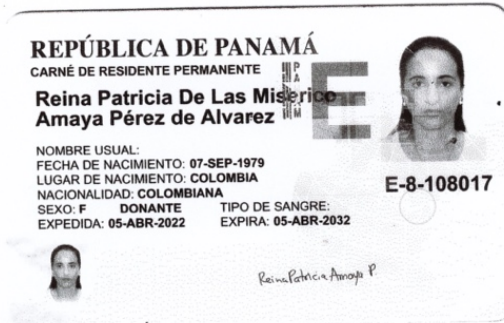 REPÚBLICA DE PANAMÁ
CARNÉ DE RESIDENTE PERMANENTE
Reina Patricia De Las Miserico
Amaya Pérez de Alvarez
NOMBRE USUAL:
FECHA DE NACIMIENTO: 07-SEP-1979
LUGAR DE NACIMIENTO: COLOMBIA
NACIONALIDAD: COLOMBIANA
SEXO: F DONANTE TIPO DE SANGRE:
EXPEDIDA: 05-ABR-2022 EXPIRA: 05-ABR-2032
E
E-8-108017
Reina Patricia Amaya P.